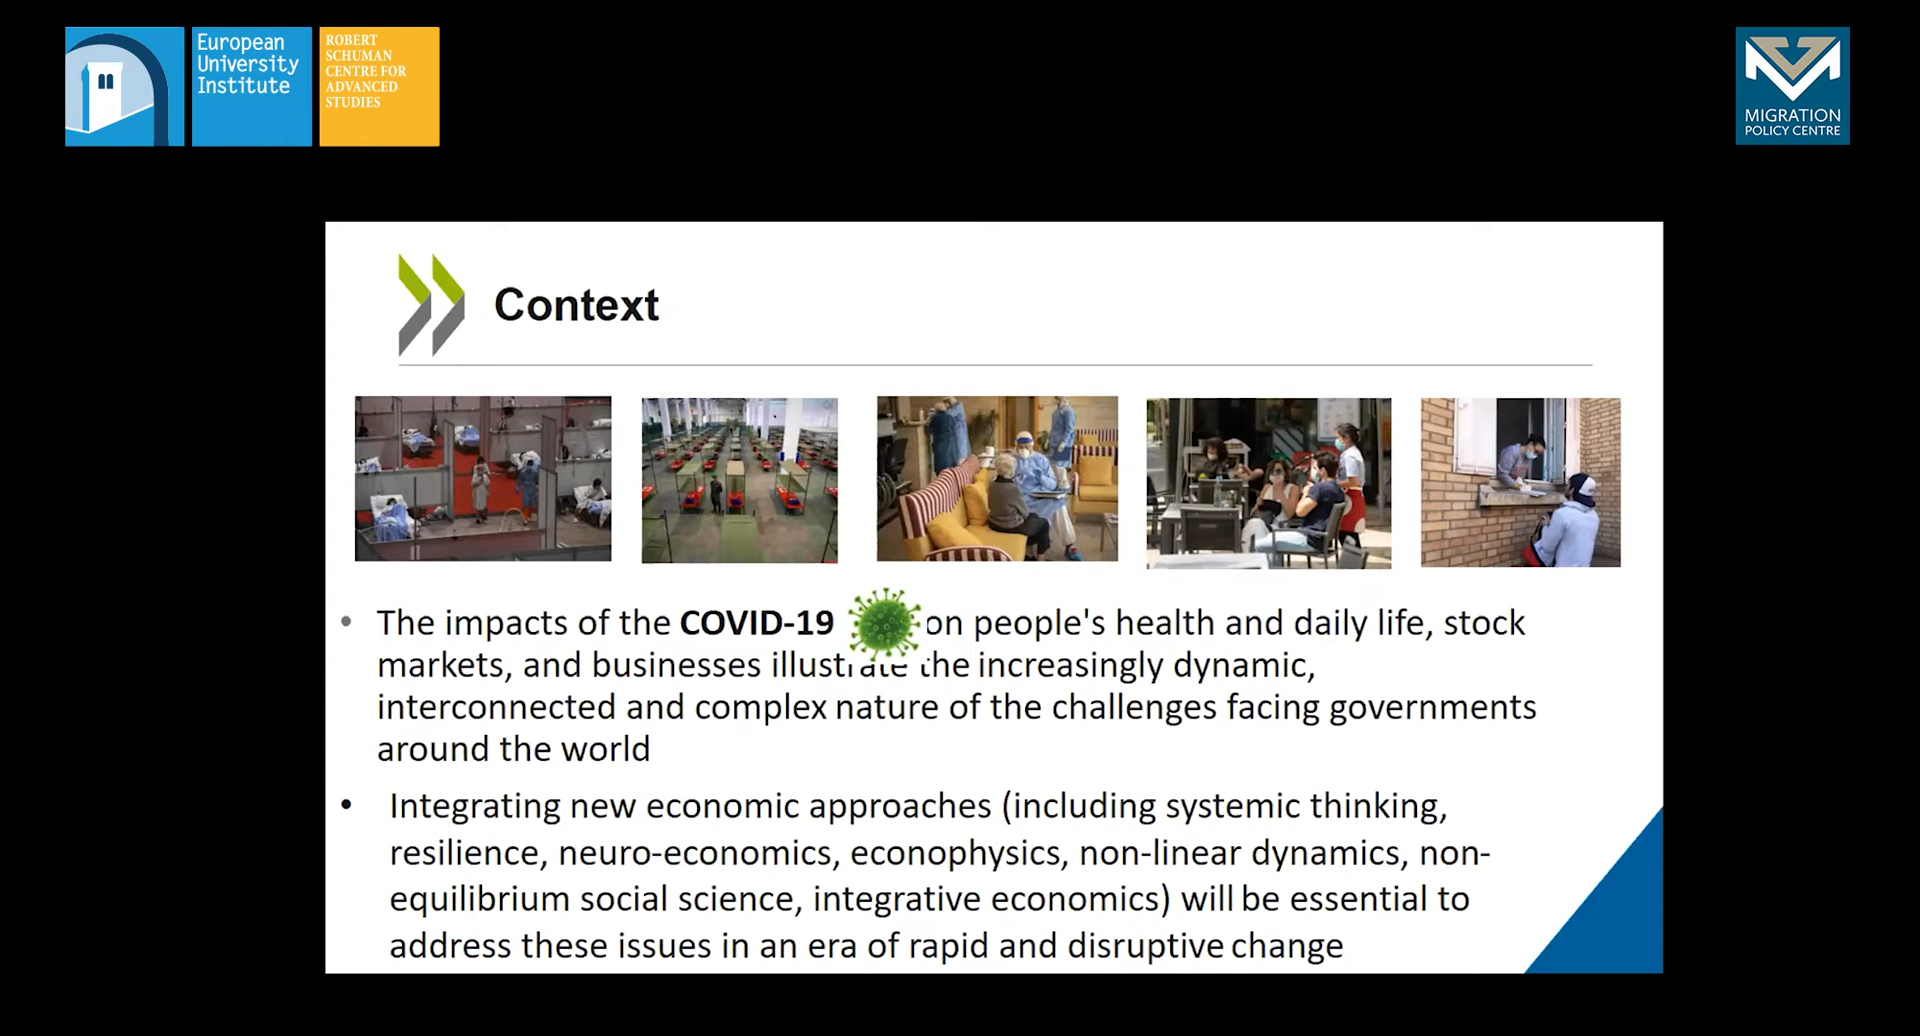 European
University
Institute
ROBERT
SCHUMAN
CENTRE FOR
ADVANCED
STUDIES
MIGRATION
POLICY CENTRE
Context
• The impacts of the COVID-19 on people's health and daily life, stock
markets, and businesses illustrate the increasingly dynamic,
interconnected and complex nature of the challenges facing governments
around the world
• Integrating new economic approaches (including systemic thinking,
resilience, neuro-economics, econophysics, non-linear dynamics, non-
equilibrium social science, integrative economics) will be essential to
address these issues in an era of rapid and disruptive change